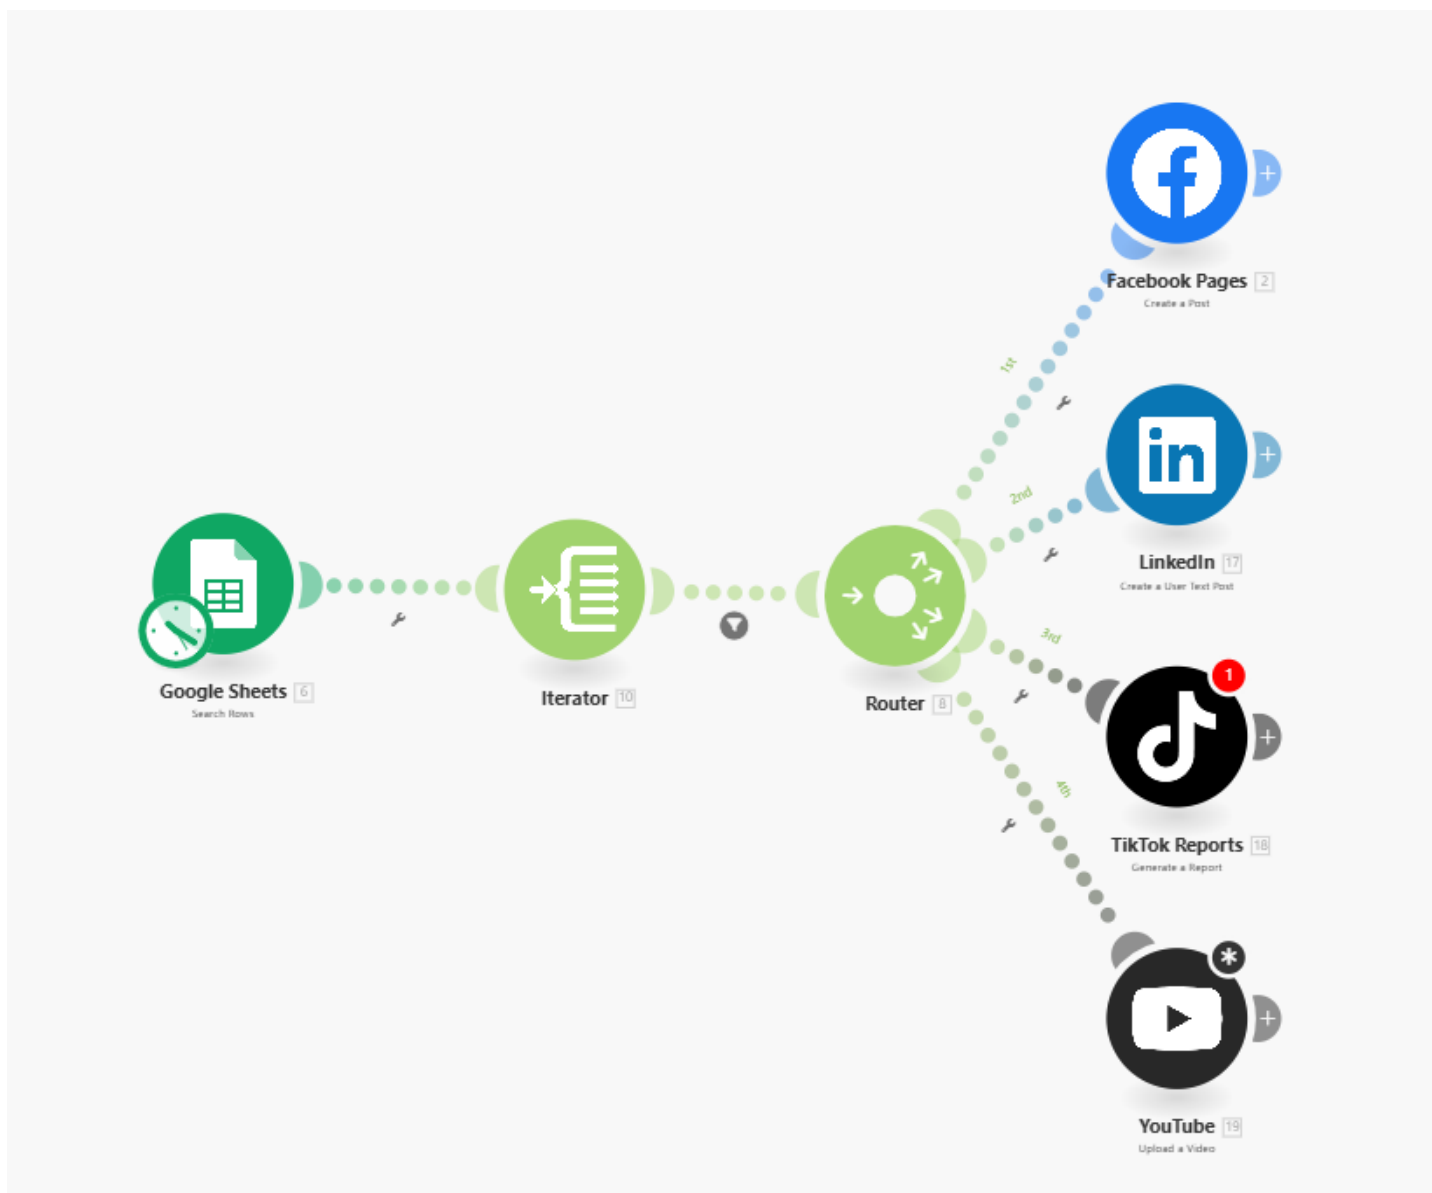 Google Sheets 6
Search Rows
Iterator 10
Router 8
1st
2nd
3rd
4th
Facebook Pages 2
Create a Post
in
LinkedIn 17
Create a User Text Post
1
TikTok Reports 18
Generate a Report
YouTube 19
Upload a Video